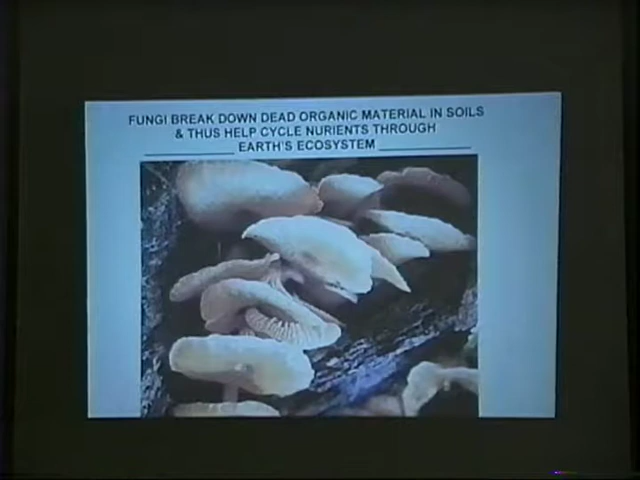 FUNGI BREAK DOWN DEAD ORGANIC MATERIAL IN SOILS
& THUS HELP CYCLE NURIENTS THROUGH
EARTH'S ECOSYSTEM